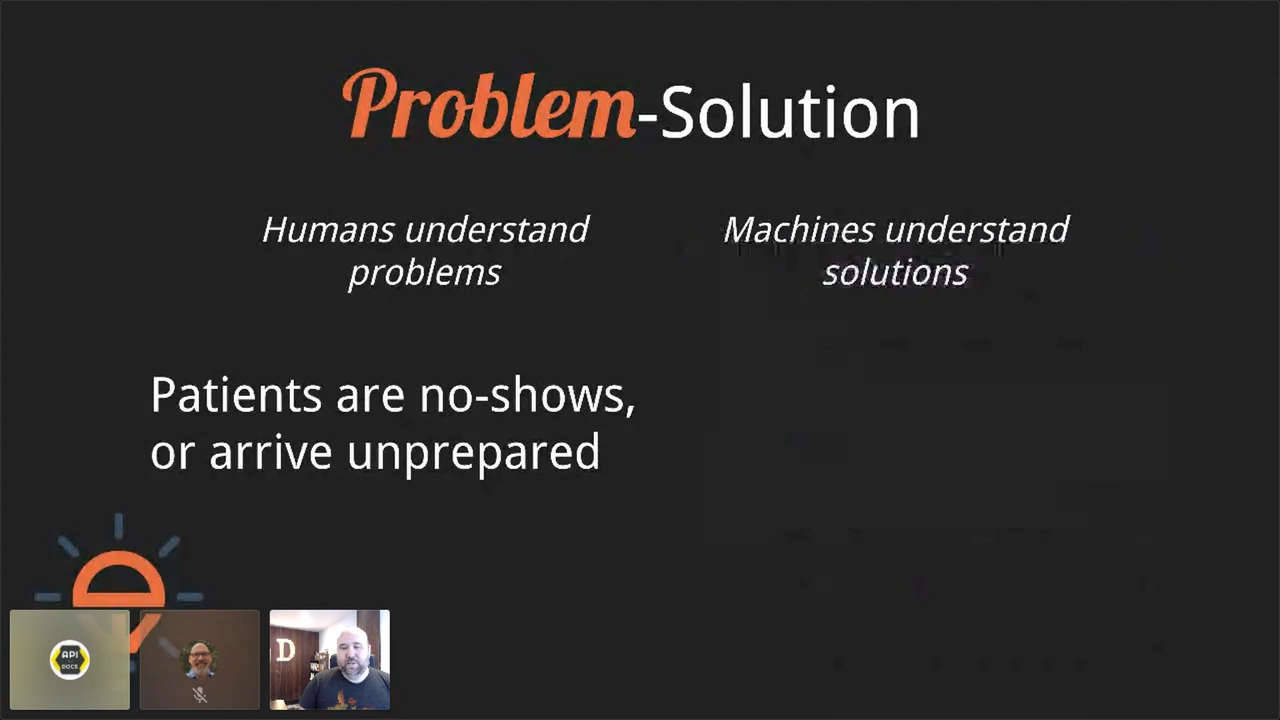 Problem-Solution
Humans understand
problems
Machines understand
solutions
Patients are no-shows,
or arrive unprepared
API
DOCS
D